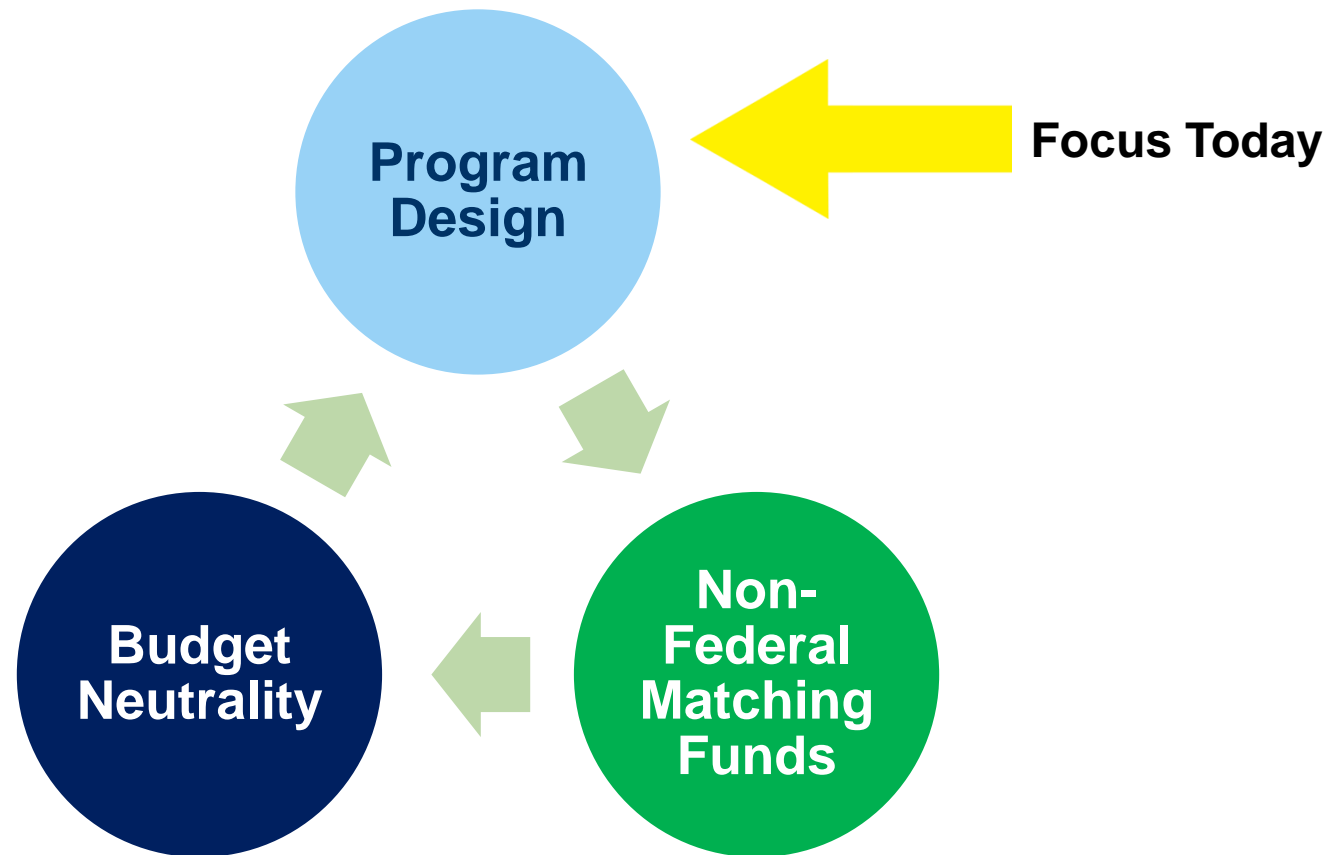 Program
Design
Focus Today
Budget
Neutrality
Non-
Federal
Matching
Funds